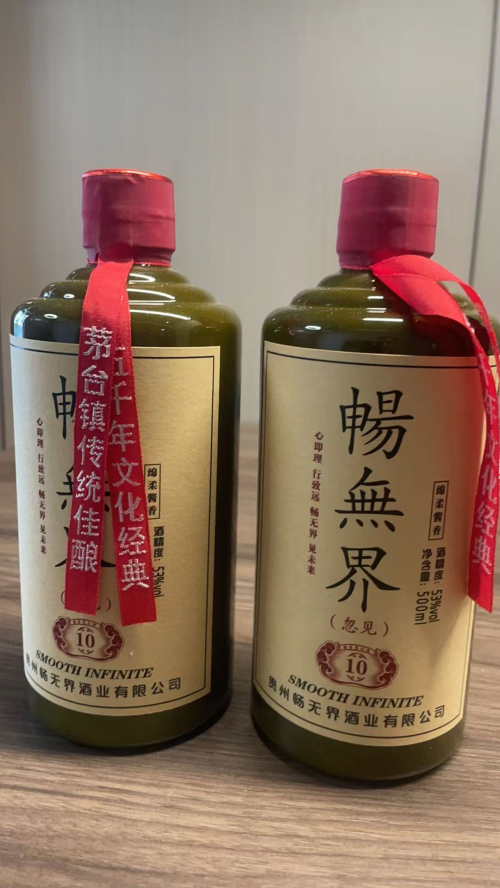 茅台镇传统佳酿
五千年文化经典
暢
界
心即理 行致远 畅无界 见未来
绵柔酱香
酒精度：53%vol
10
SMOOTH INFINITE
贵州畅无界酒业有限公司
暢無界
（忽见）
心即理 行致远 畅无界 见未来
绵柔酱香
酒精度：53%vol
净含量：500ml
10
SMOOTH INFINITE
贵州畅无界酒业有限公司
文化经典